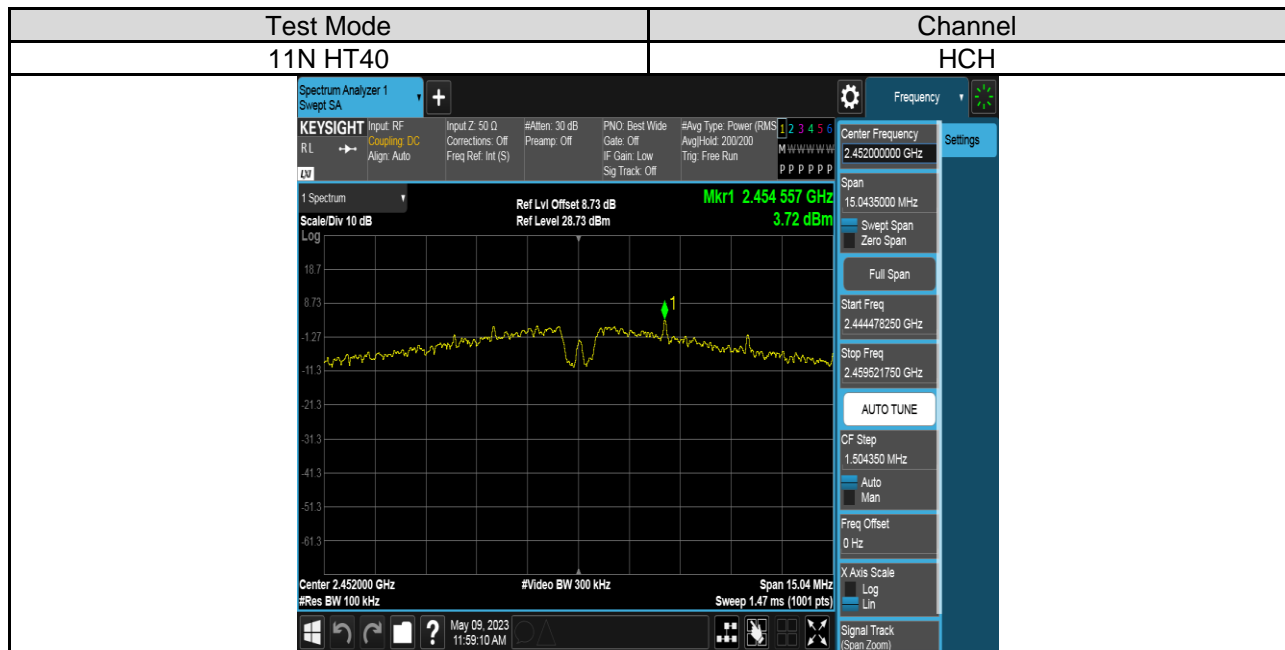 Test Mode Channel
11N HT40 HCH
Spectrum Analyzer 1
Swept SA
+
Frequency
KEYSIGHT
RL
LXI
Input: RF
Coupling: DC
Align: Auto
Input Z: 50 Ω
Corrections: Off
Freq Ref: Int (S)
#Atten: 30 dB
Preamp: Off
PNO: Best Wide
Gate: Off
IF Gain: Low
Sig Track: Off
#Avg Type: Power (RMS
Avg|Hold: 200/200
Trig: Free Run
1 2 3 4 5 6
M W W W W W
P P P P P P
Settings
1 Spectrum
Scale/Div 10 dB
Log
Ref Lvl Offset 8.73 dB
Ref Level 28.73 dBm
Mkr1 2.454 557 GHz
3.72 dBm
18.7
8.73
-1.27
-11.3
-21.3
-31.3
-41.3
-51.3
-61.3
1
Center 2.452000 GHz
#Res BW 100 kHz
#Video BW 300 kHz
Span 15.04 MHz
Sweep 1.47 ms (1001 pts)
Center Frequency
2.452000000 GHz
Span
15.0435000 MHz
Swept Span
Zero Span
Full Span
Start Freq
2.444478250 GHz
Stop Freq
2.459521750 GHz
AUTO TUNE
CF Step
1.504350 MHz
Auto
Man
Freq Offset
0 Hz
X Axis Scale
Log
Lin
Signal Track
(Span Zoom)
?
May 09, 2023
11:59:10 AM